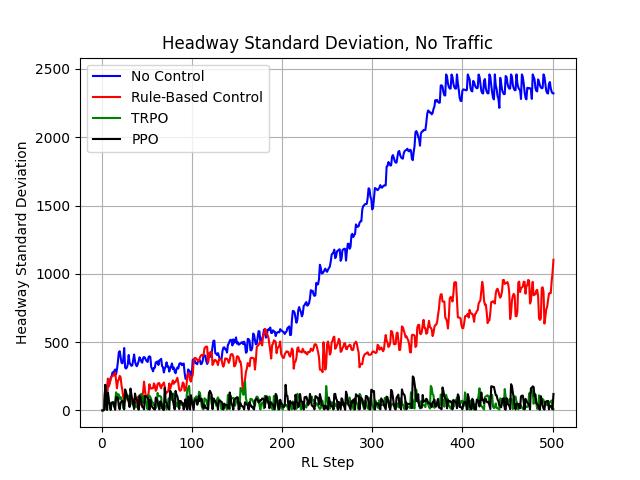 Headway Standard Deviation, No Traffic
No Control
Rule-Based Control
TRPO
PPO
Headway Standard Deviation
2500
2000
1500
1000
500
0
0 100 200 300 400 500
RL Step